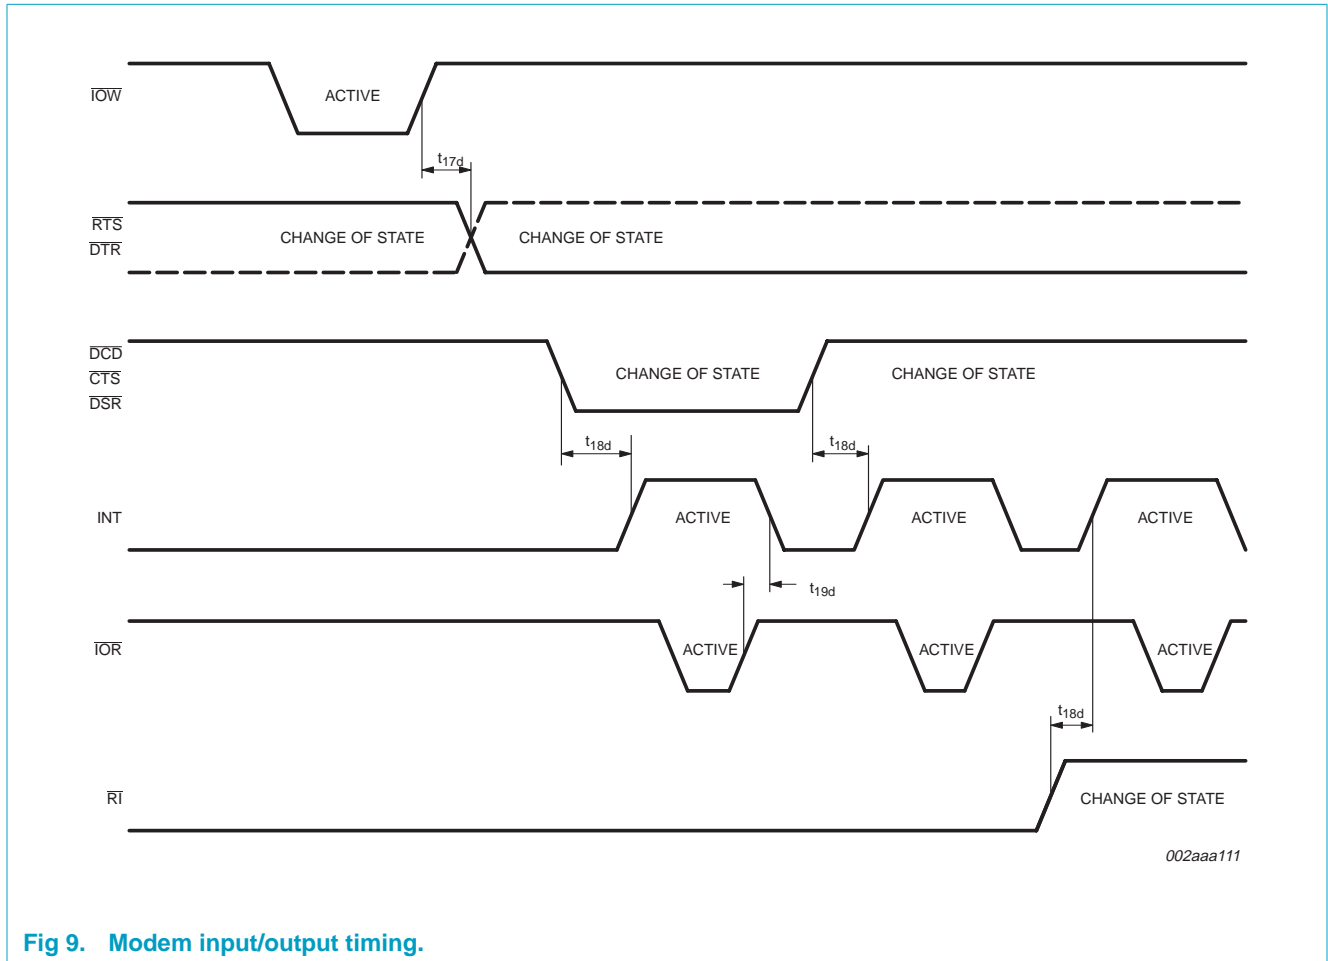 IOW
ACTIVE
t17d
RTS
DTR
CHANGE OF STATE
CHANGE OF STATE
DCD
CTS
DSR
CHANGE OF STATE
CHANGE OF STATE
t18d
t18d
INT
ACTIVE
ACTIVE
ACTIVE
t19d
IOR
ACTIVE
ACTIVE
ACTIVE
t18d
RI
CHANGE OF STATE
002aaa111
Fig 9. Modem input/output timing.